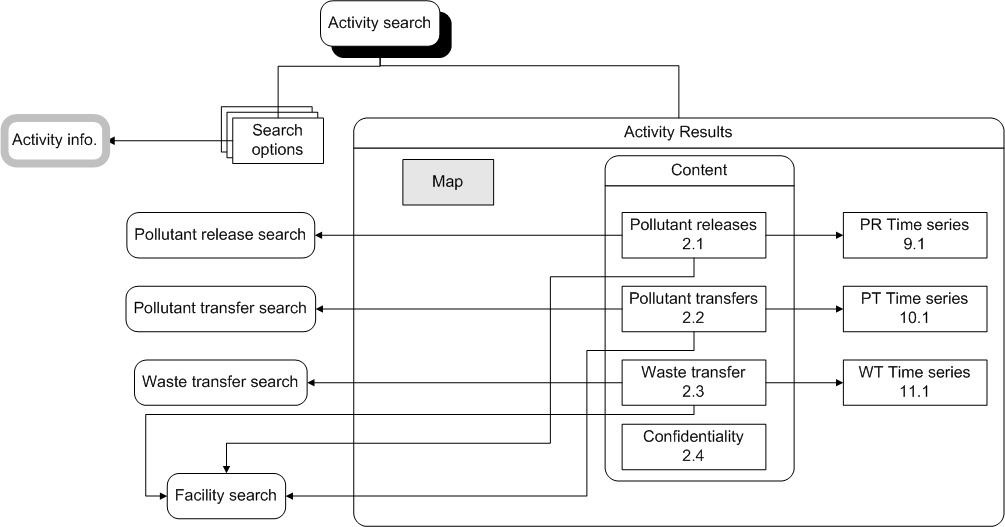 Activity search
Activity info.
Search
options
Activity Results
Map
Content
Pollutant release search
Pollutant releases
2.1
PR Time series
9.1
Pollutant transfer search
Pollutant transfers
2.2
PT Time series
10.1
Waste transfer search
Waste transfer
2.3
WT Time series
11.1
Confidentiality
2.4
Facility search